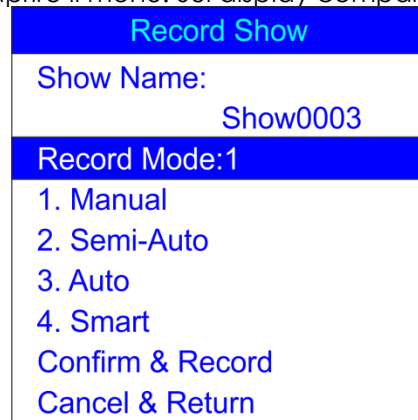 Record Show
Show Name:
Show0003
Record Mode:1
1. Manual
2. Semi-Auto
3. Auto
4. Smart
Confirm & Record
Cancel & Return